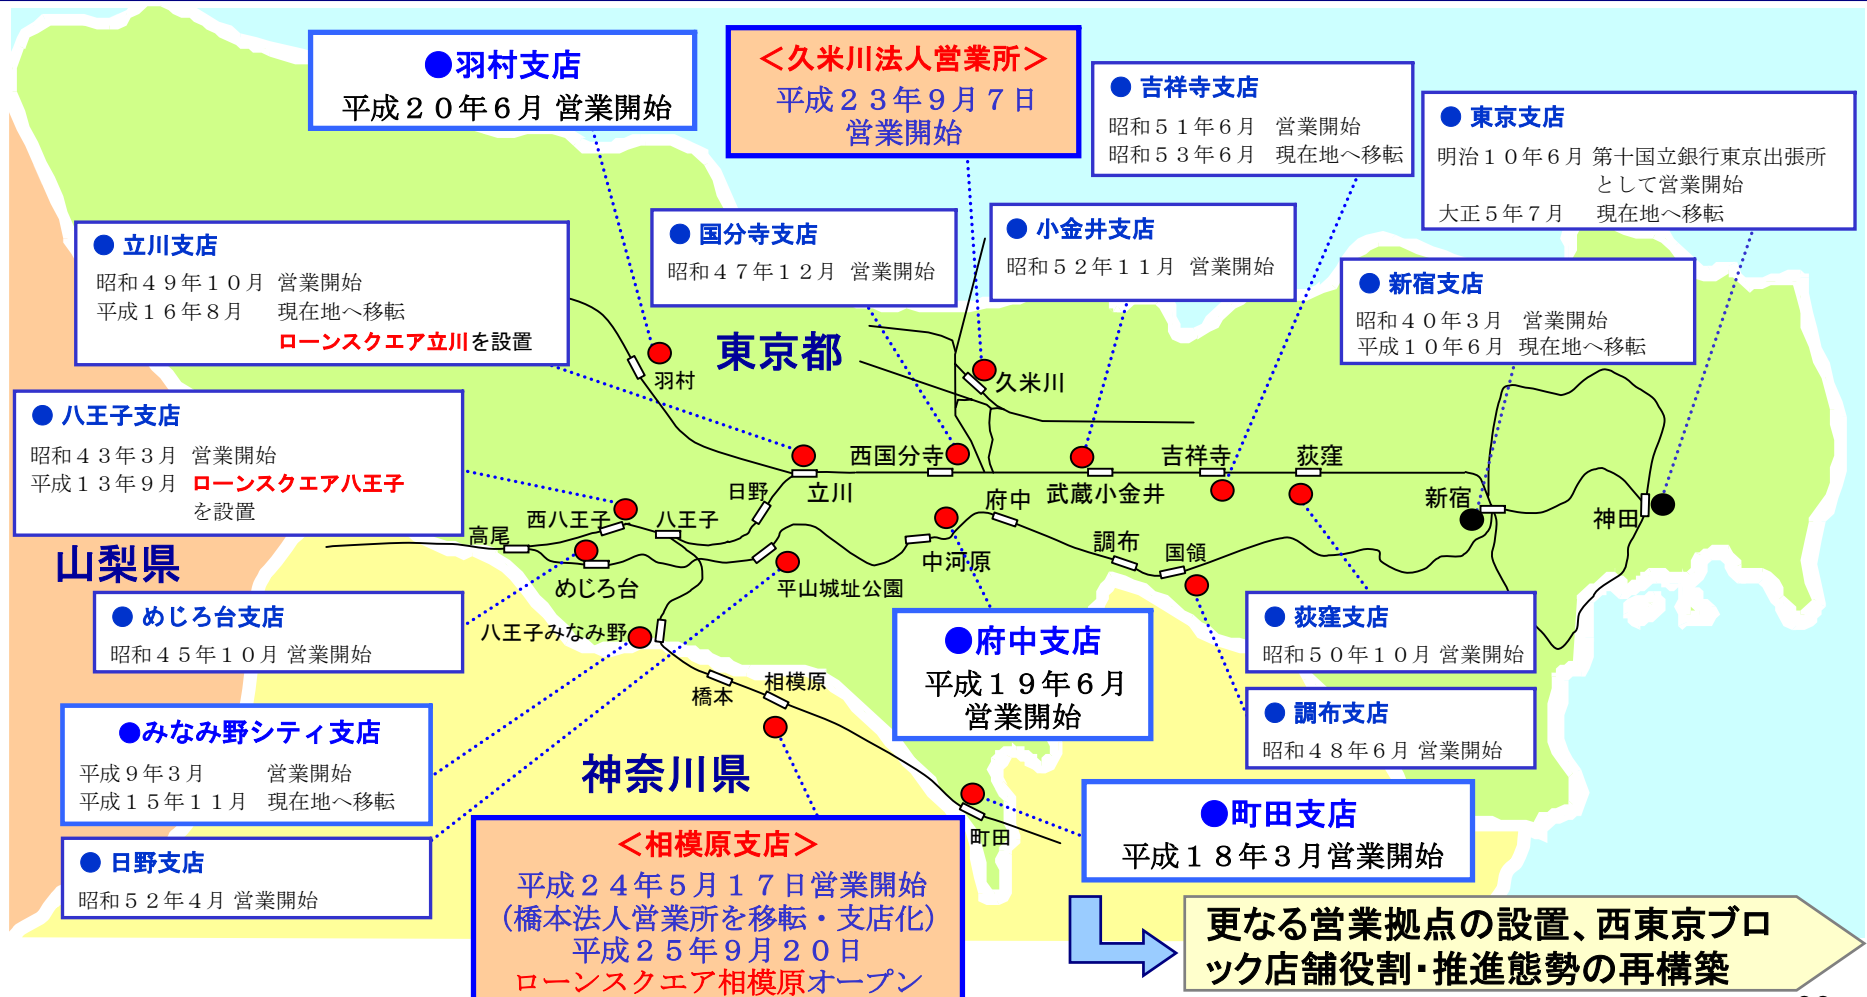 ●羽村支店
平成２０年６月 営業開始
＜久米川法人営業所＞
平成２３年９月７日
営業開始
● 吉祥寺支店
昭和５１年６月 営業開始
昭和５３年６月 現在地へ移転
● 東京支店
明治１０年６月 第十国立銀行東京出張所
として営業開始
大正５年７月 現在地へ移転
● 立川支店
昭和４９年１０月 営業開始
平成１６年８月 現在地へ移転
ローンスクエア立川を設置
● 国分寺支店
昭和４７年１２月 営業開始
● 小金井支店
昭和５２年１１月 営業開始
● 新宿支店
昭和４０年３月 営業開始
平成１０年６月 現在地へ移転
東京都
羽村
久米川
● 八王子支店
昭和４３年３月 営業開始
平成１３年９月 ローンスクエア八王子
を設置
西国分寺
吉祥寺
荻窪
日野
立川
府中
武蔵小金井
新宿
神田
高尾
西八王子
八王子
調布
国領
中河原
山梨県
めじろ台
平山城址公園
● めじろ台支店
昭和４５年１０月 営業開始
八王子みなみ野
●府中支店
平成１９年６月
営業開始
● 荻窪支店
昭和５０年１０月 営業開始
橋本
相模原
● 調布支店
昭和４８年６月 営業開始
●みなみ野シティ支店
平成９年３月 営業開始
平成１５年１１月 現在地へ移転
神奈川県
町田
●町田支店
平成１８年３月営業開始
● 日野支店
昭和５２年４月 営業開始
＜相模原支店＞
平成２４年５月１７日営業開始
（橋本法人営業所を移転・支店化）
平成２５年９月２０日
ローンスクエア相模原オープン
更なる営業拠点の設置、西東京ブロ
ック店舗役割・推進態勢の再構築